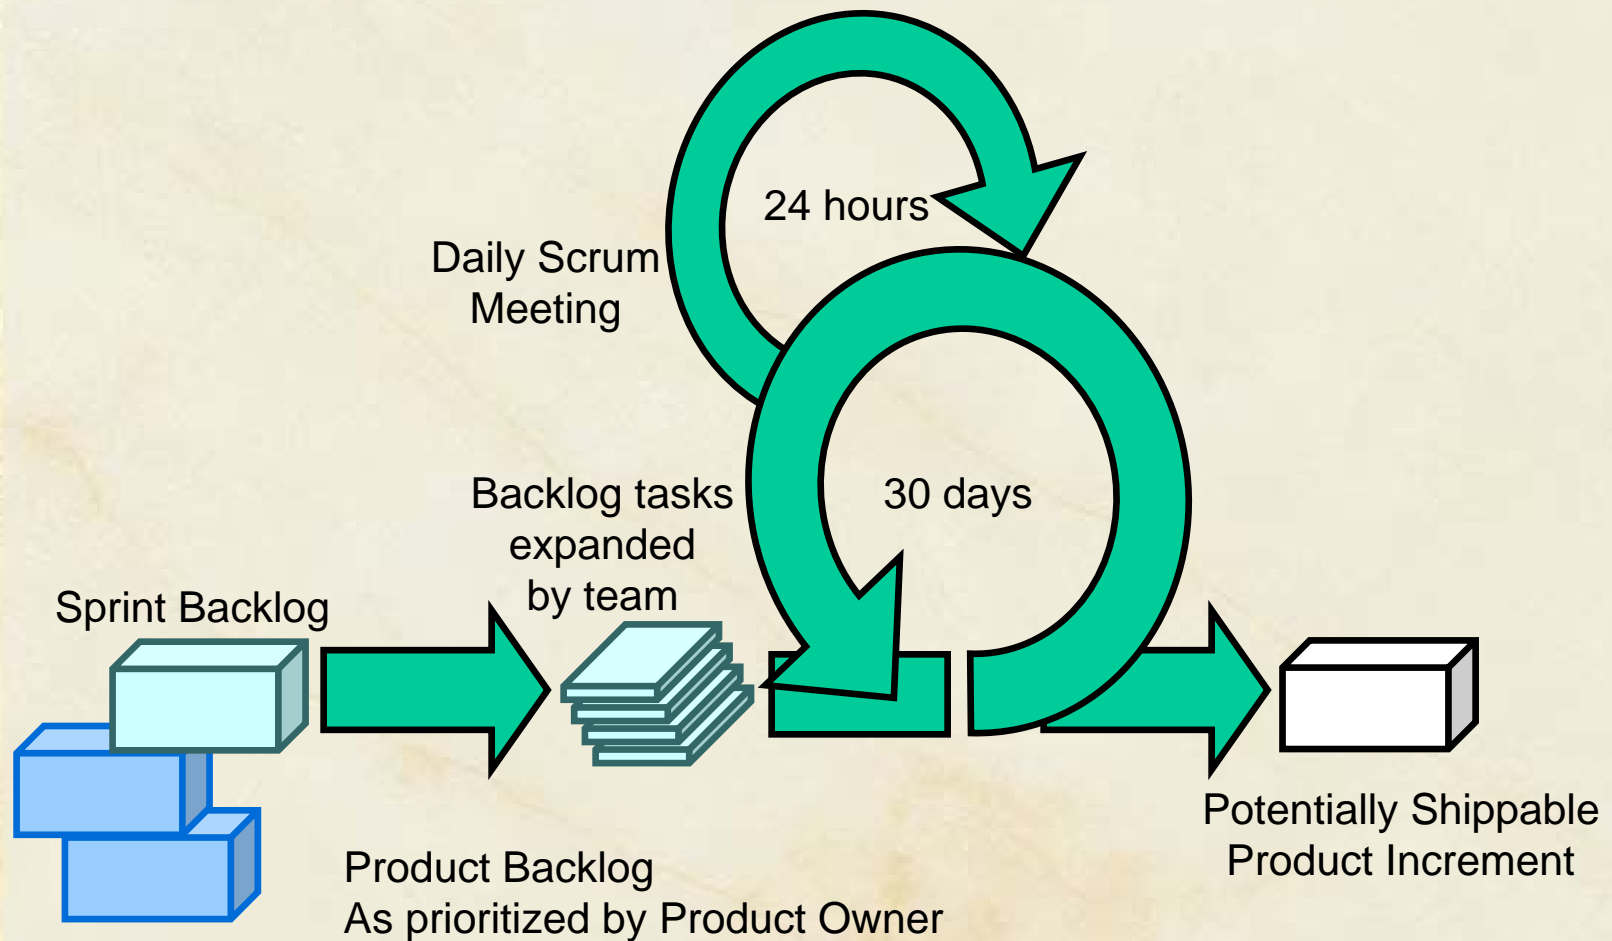 24 hours
Daily Scrum
Meeting
Backlog tasks
expanded
by team
30 days
Sprint Backlog
Potentially Shippable
Product Increment
Product Backlog
As prioritized by Product Owner